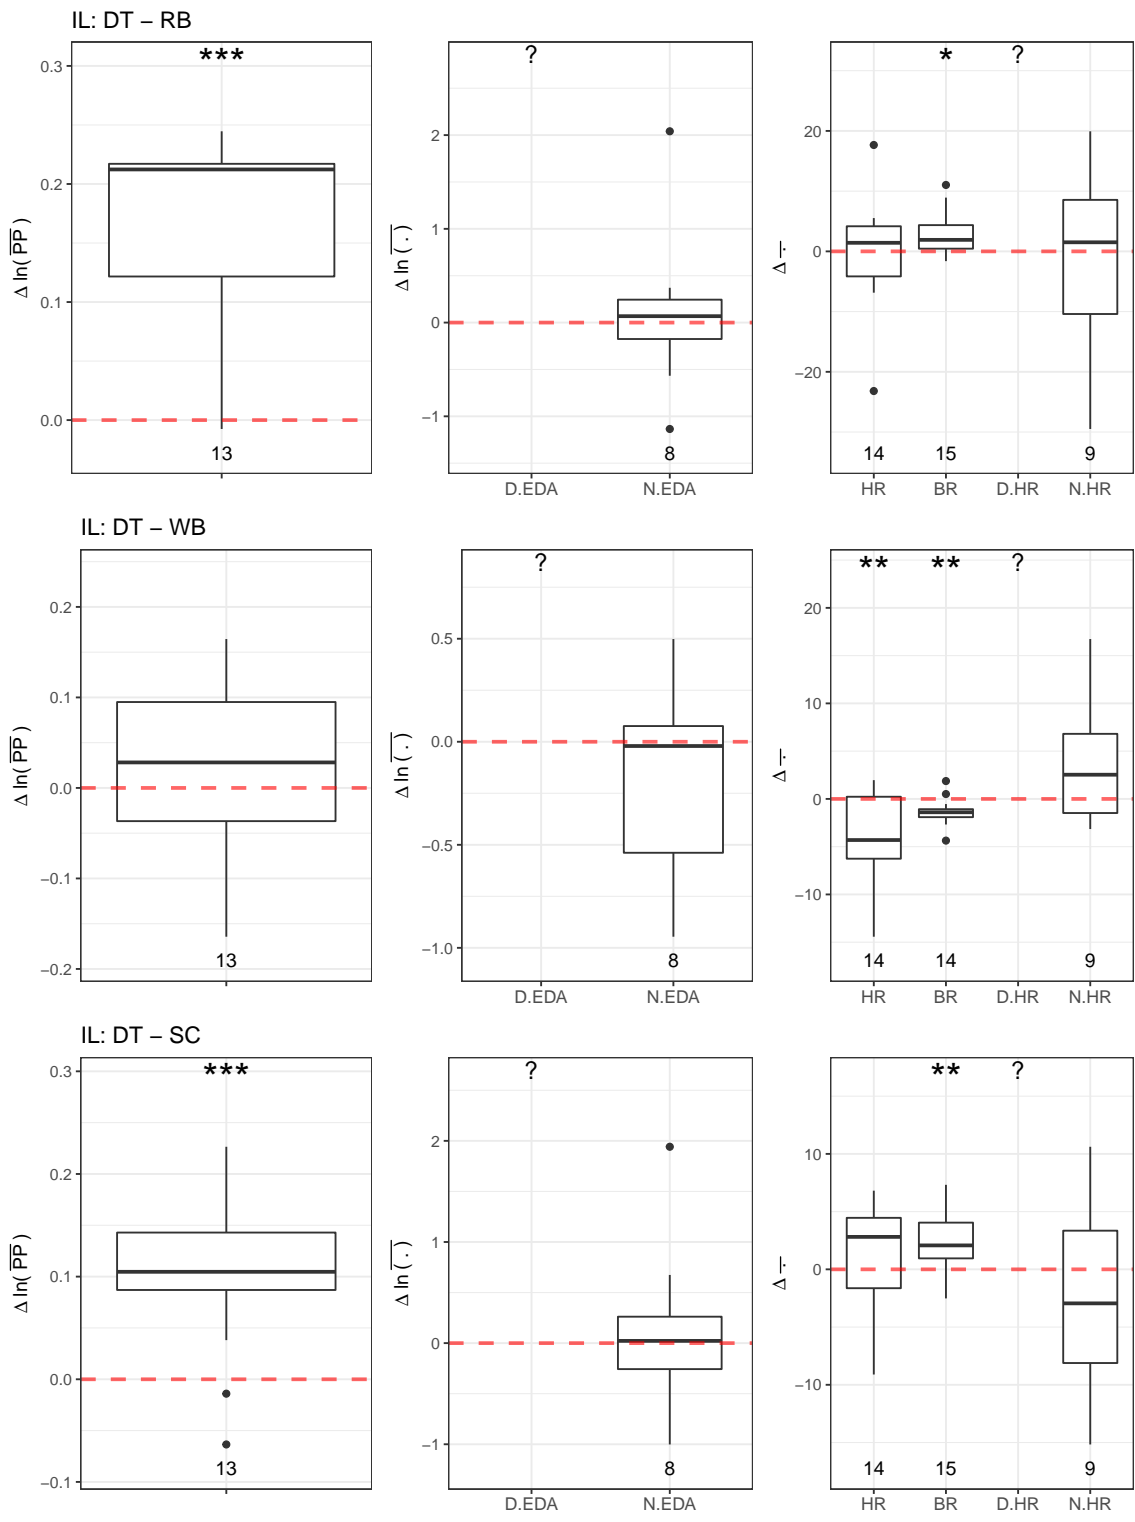 IL: DT − RB
***
0.3
0.2
0.1
0.0
Δ ln( P̅P̅ )
13
?
2
1
0
−1
Δ ln ( . )
8
D.EDA
N.EDA
*
?
20
0
−20
Δ .
14
15
9
HR
BR
D.HR
N.HR
IL: DT − WB
0.2
0.1
0.0
−0.1
−0.2
Δ ln( P̅P̅ )
13
?
0.5
0.0
−0.5
−1.0
Δ ln ( . )
8
D.EDA
N.EDA
**
**
?
20
10
0
−10
Δ .
14
14
9
HR
BR
D.HR
N.HR
IL: DT − SC
***
0.3
0.2
0.1
0.0
−0.1
Δ ln( P̅P̅ )
13
?
2
1
0
−1
Δ ln ( . )
8
D.EDA
N.EDA
**
?
10
0
−10
Δ .
14
15
9
HR
BR
D.HR
N.HR